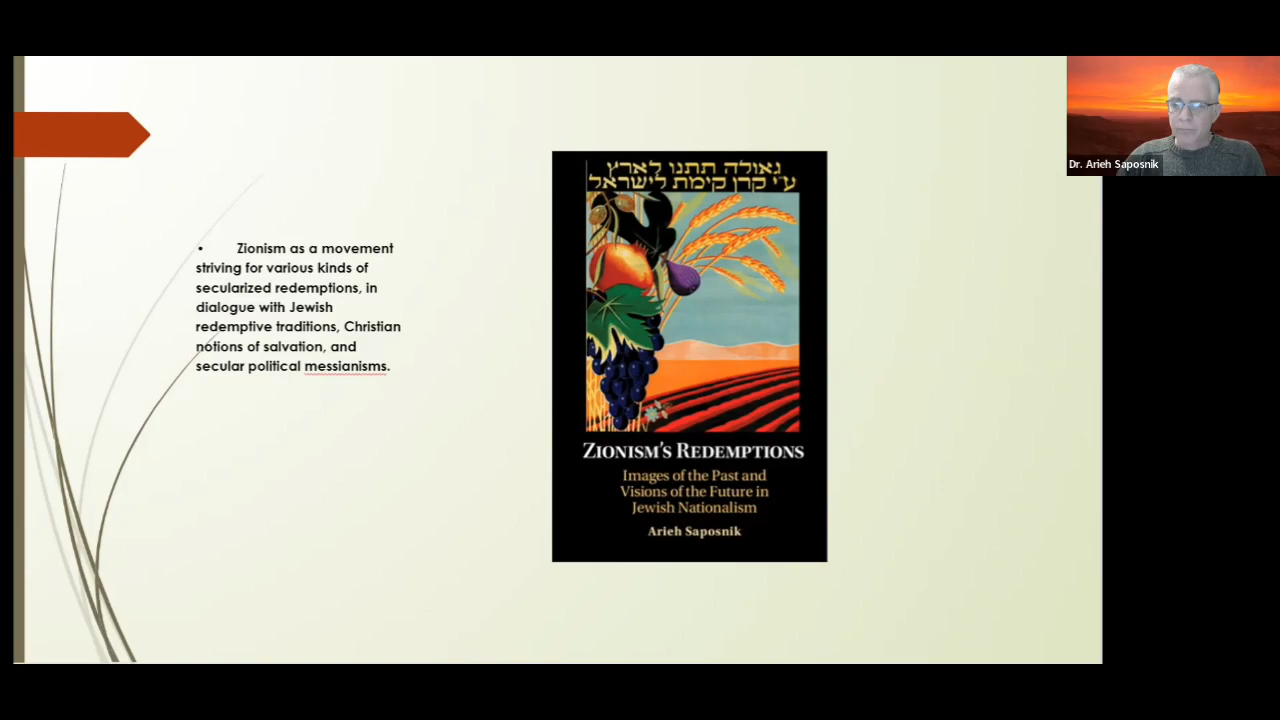 • Zionism as a movement
striving for various kinds of
secularized redemptions, in
dialogue with Jewish
redemptive traditions, Christian
notions of salvation, and
secular political messianisms.
גאולה תתנו לארץ
ע״י קרן קימת לישראל
ZIONISM'S REDEMPTIONS
Images of the Past and
Visions of the Future in
Jewish Nationalism
Arieh Saposnik
Dr. Arieh Saposnik